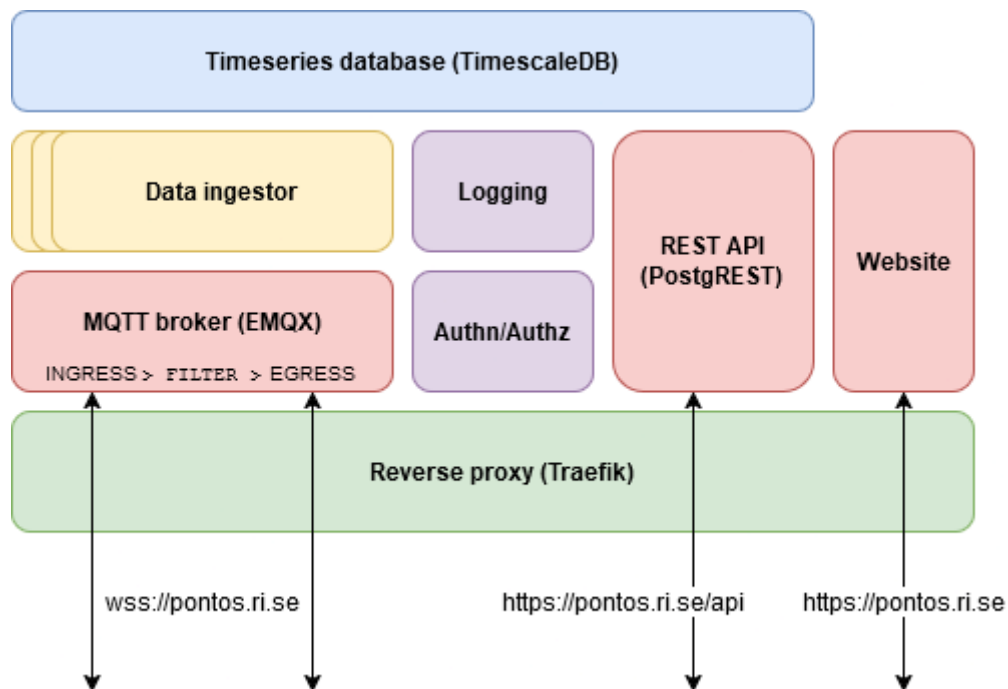 Timeseries database (TimescaleDB)
Data ingestor
Logging
REST API
(PostgREST)
Website
MQTT broker (EMQX)
INGRESS > FILTER > EGRESS
Authn/Authz
Reverse proxy (Traefik)
wss://pontos.ri.se
https://pontos.ri.se/api
https://pontos.ri.se